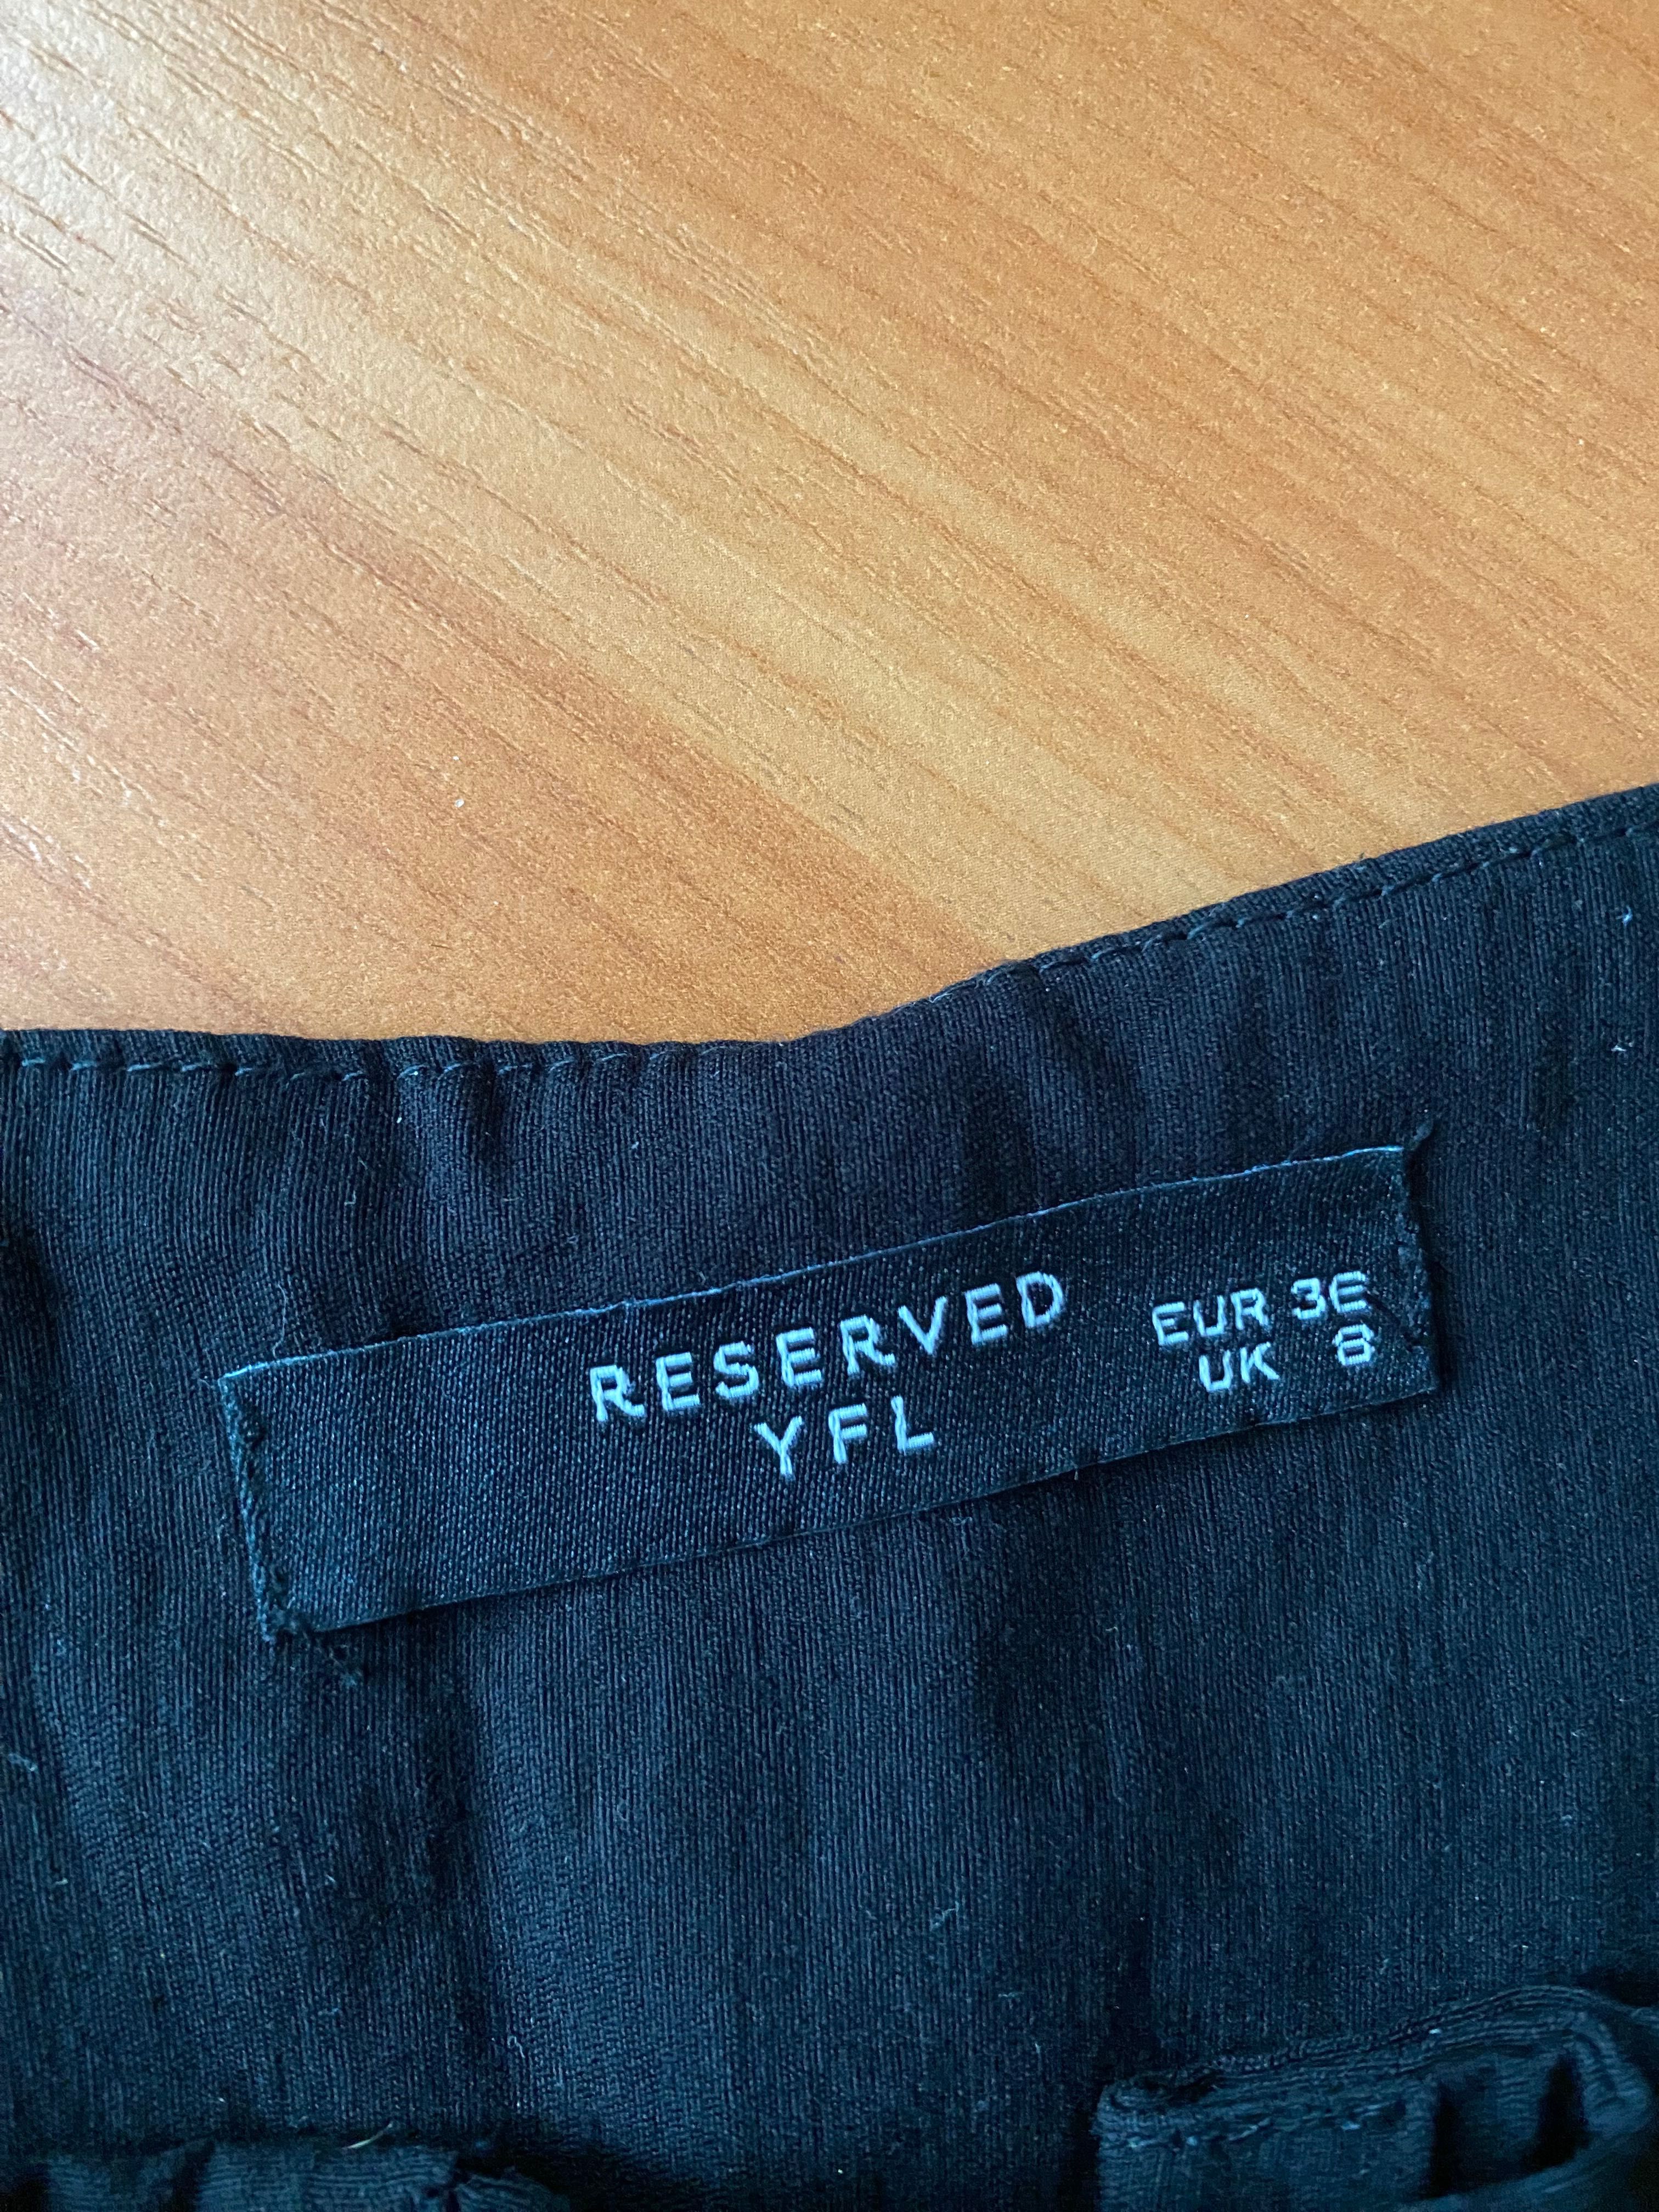 RESERVED
YFL
EUR 36
UK 8